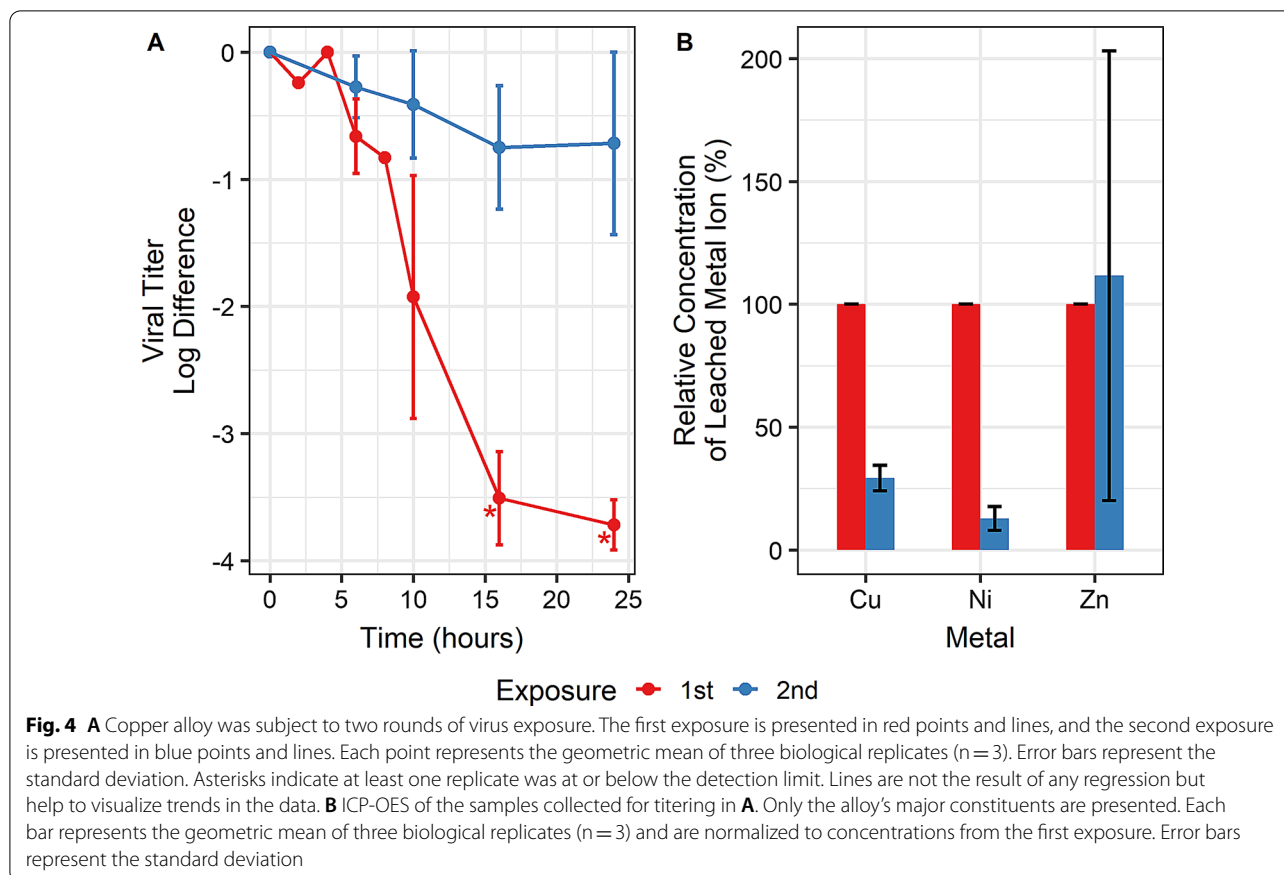 A
B
0
-1
-2
-3
-4
Viral Titer
Log Difference
*
*
0 5 10 15 20 25
Time (hours)
200
150
100
50
0
Relative Concentration
of Leached Metal Ion (%)
Cu Ni Zn
Metal
Exposure 1st 2nd
Fig. 4 A Copper alloy was subject to two rounds of virus exposure. The first exposure is presented in red points and lines, and the second exposure
is presented in blue points and lines. Each point represents the geometric mean of three biological replicates (n = 3). Error bars represent the
standard deviation. Asterisks indicate at least one replicate was at or below the detection limit. Lines are not the result of any regression but
help to visualize trends in the data. B ICP-OES of the samples collected for titering in A. Only the alloy's major constituents are presented. Each
bar represents the geometric mean of three biological replicates (n = 3) and are normalized to concentrations from the first exposure. Error bars
represent the standard deviation